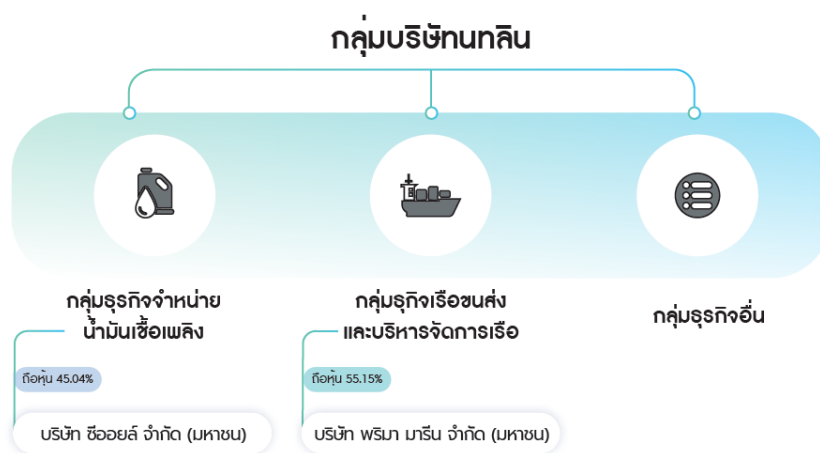 กลุ่มบริษัทนทลิน
กลุ่มธุรกิจจำหน่าย
น้ำมันเชื้อเพลิง
ถือหุ้น 45.04%
บริษัท ซีออยล์ จำกัด (มหาชน)
กลุ่มธุกิจเรือขนส่ง
และบริหารจัดการเรือ
ถือหุ้น 55.15%
บริษัท พริมา มารีน จำกัด (มหาชน)
กลุ่มธุรกิจอื่น